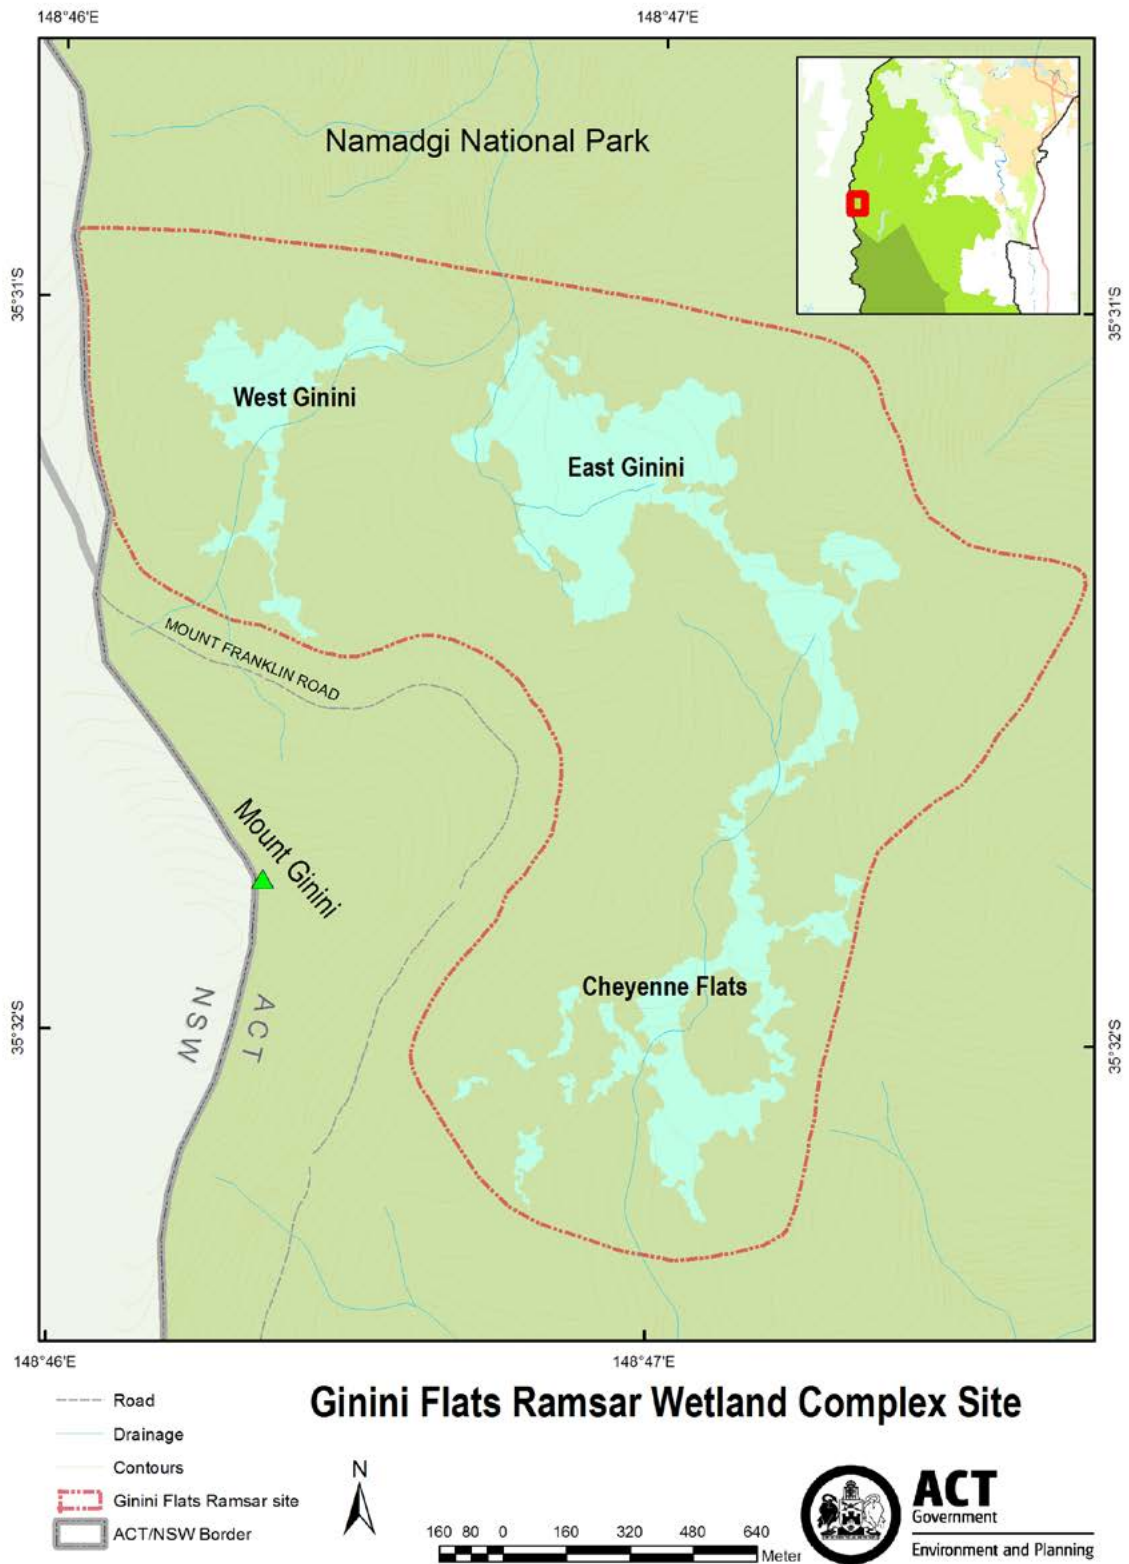 148°46'E
148°47'E
Namadgi National Park
35°31'S
35°31'S
West Ginini
East Ginini
MOUNT FRANKLIN ROAD
Mount Ginini
Cheyenne Flats
NSW
ACT
35°32'S
35°32'S
148°46'E
148°47'E
Ginini Flats Ramsar Wetland Complex Site
Road
Drainage
Contours
Ginini Flats Ramsar site
ACT/NSW Border
N
160 80 0 160 320 480 640
Meter
ACT
Government
Environment and Planning